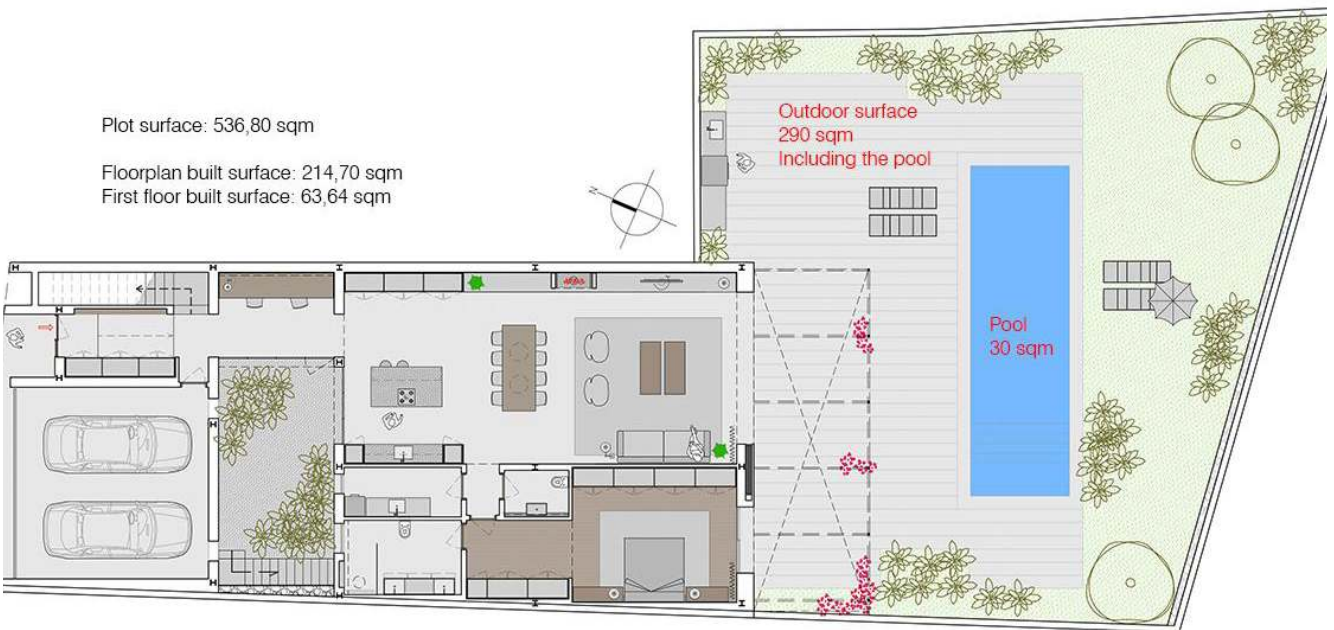 Plot surface: 536,80 sqm
Floorplan built surface: 214,70 sqm
First floor built surface: 63,64 sqm
N
Outdoor surface
290 sqm
Including the pool
Pool
30 sqm